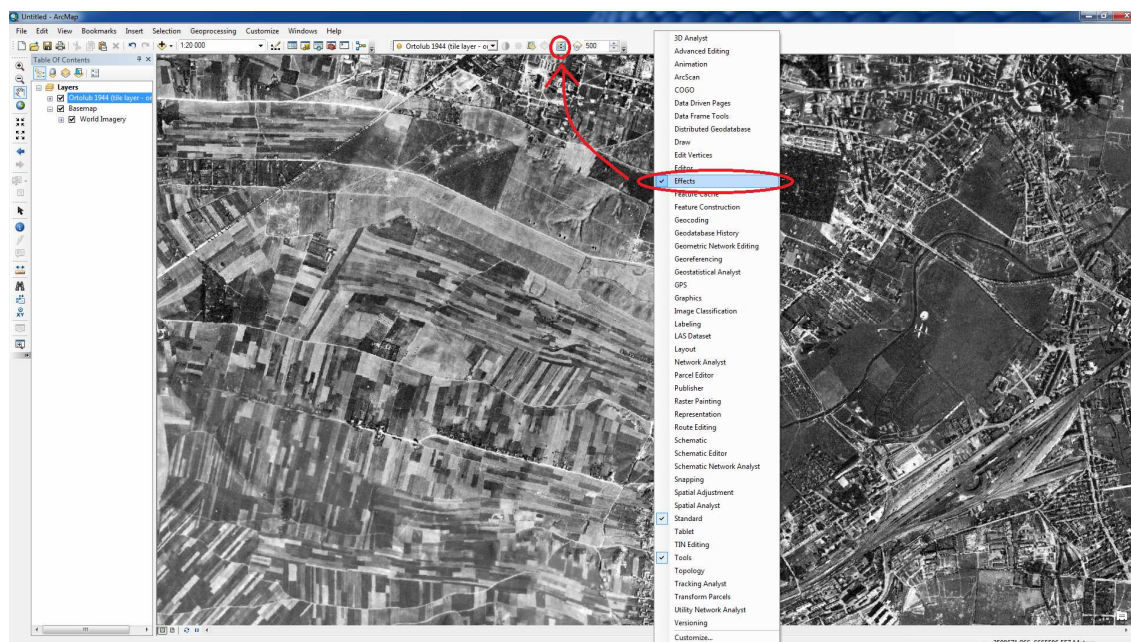 Untitled - ArcMap
File Edit View Bookmarks Insert Selection Geoprocessing Customize Windows Help
1:20 000
Ortolub 1944 (tile layer - or
500
Table Of Contents
Layers
Ortolub 1944 (tile layer - or
Basemap
World Imagery
3D Analyst
Advanced Editing
Animation
ArcScan
COGO
Data Driven Pages
Data Frame Tools
Distributed Geodatabase
Draw
Edit Vertices
Editor
Effects
Feature Cache
Feature Construction
Geocoding
Geodatabase History
Geometric Network Editing
Georeferencing
Geostatistical Analyst
GPS
Graphics
Image Classification
Labeling
LAS Dataset
Layout
Network Analyst
Parcel Editor
Publisher
Raster Painting
Representation
Route Editing
Schematic
Schematic Editor
Schematic Network Analyst
Snapping
Spatial Adjustment
Spatial Analyst
Standard
Tablet
TIN Editing
Tools
Topology
Tracking Analyst
Transform Parcels
Utility Network Analyst
Versioning
Customize...